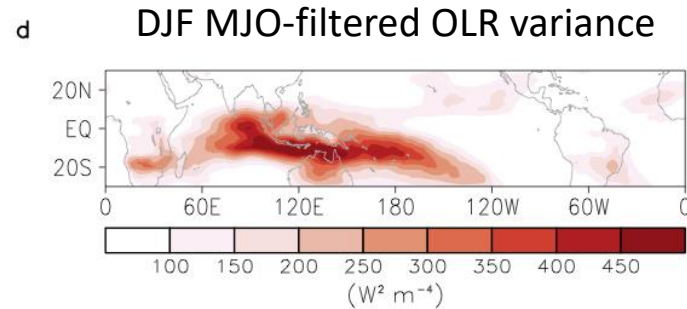 d DJF MJO-filtered OLR variance
20N
EQ
20S
0 60E 120E 180 120W 60W 0
100 150 200 250 300 350 400 450
(W² m⁻⁴)